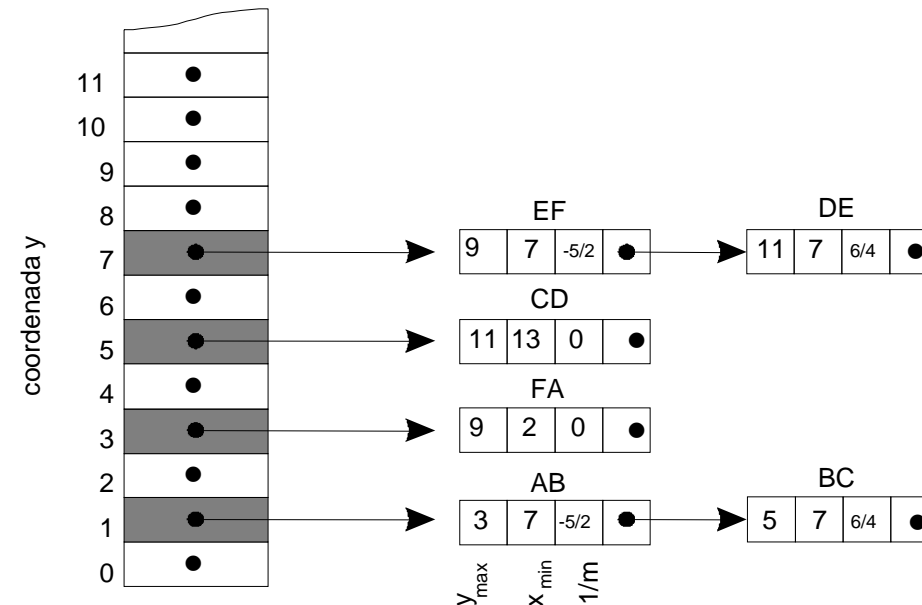 11
10
9
8
7
6
5
4
3
2
1
0
coordenada y
EF
9 7 -5/2
DE
11 7 6/4
CD
11 13 0
FA
9 2 0
AB
3 7 -5/2
BC
5 7 6/4
ymax
xmin
1/m